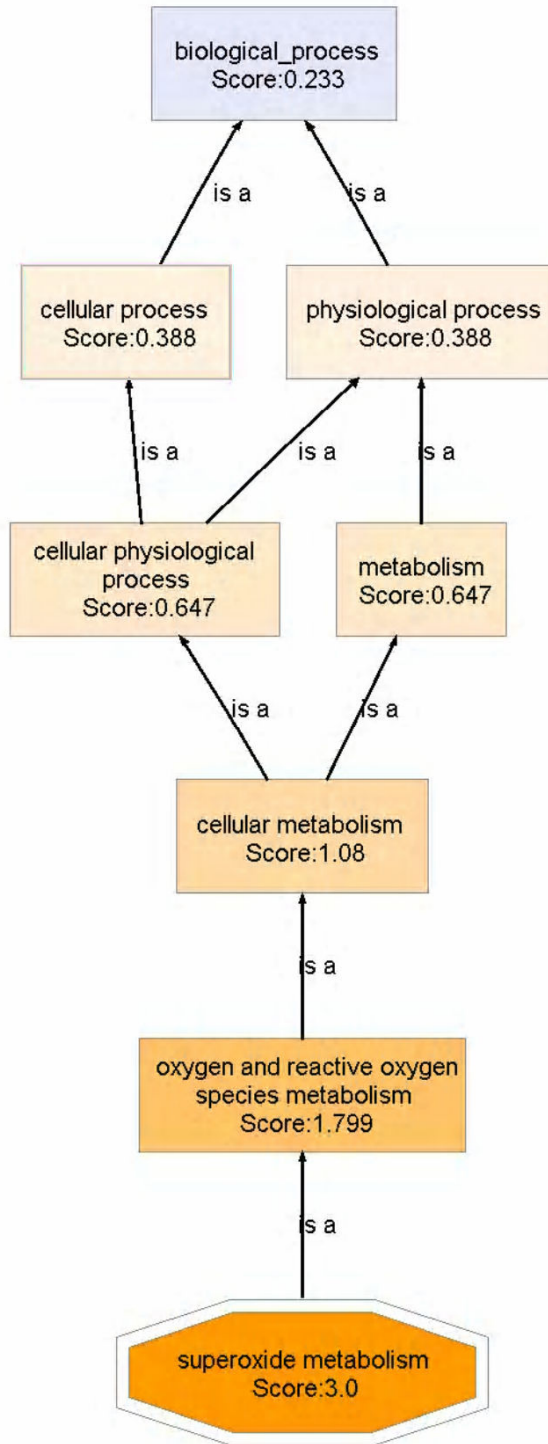 biological_process
Score:0.233
is a
is a
cellular process
Score:0.388
physiological process
Score:0.388
is a
is a
is a
cellular physiological
process
Score:0.647
metabolism
Score:0.647
is a
is a
cellular metabolism
Score:1.08
is a
oxygen and reactive oxygen
species metabolism
Score:1.799
is a
superoxide metabolism
Score:3.0